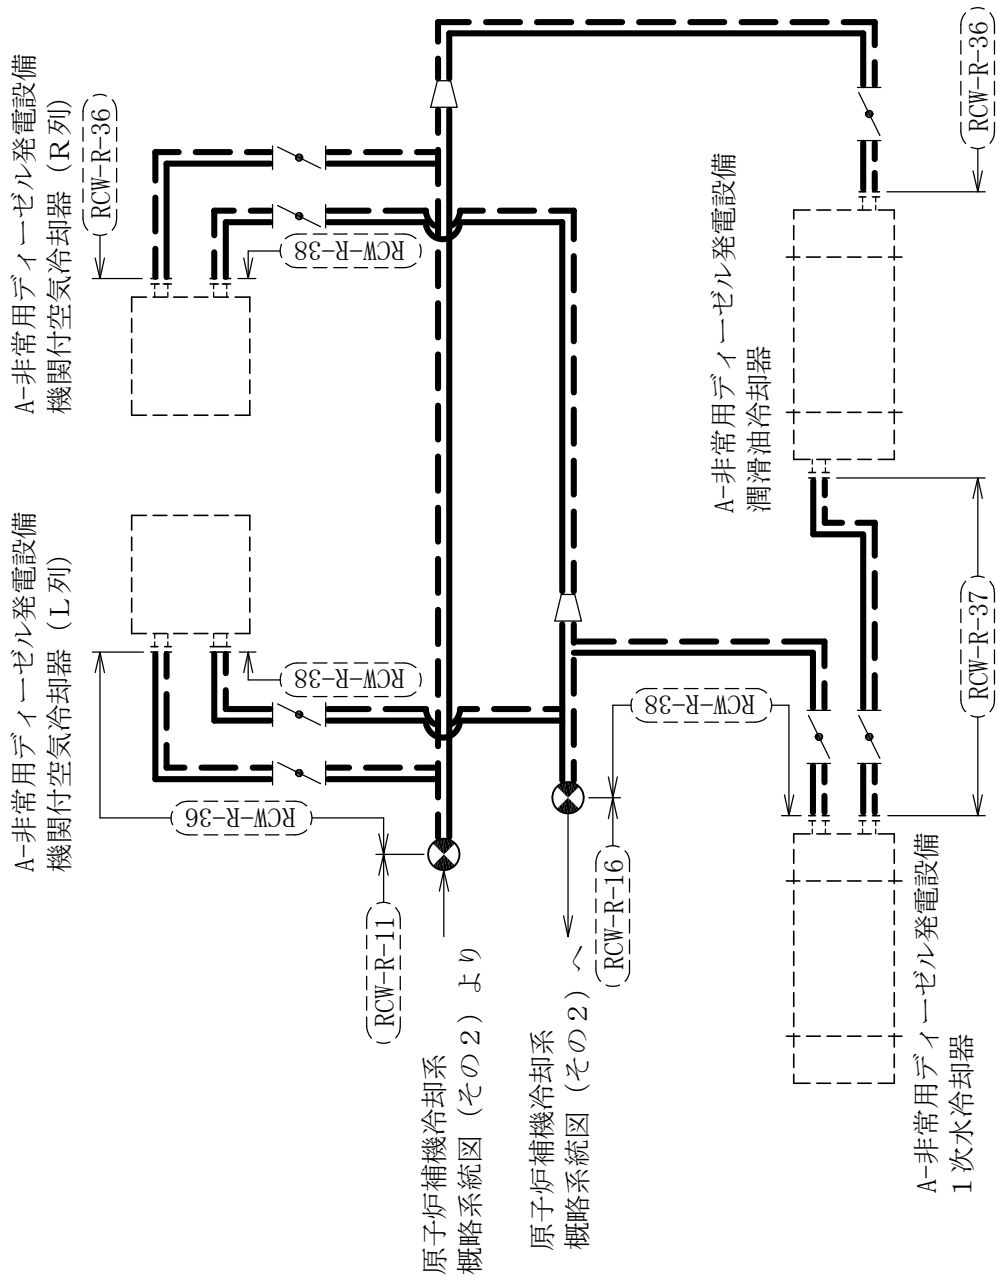 A-非常用ディーゼル発電設備
機関付空気冷却器（L列）
A-非常用ディーゼル発電設備
機関付空気冷却器（R列）
RCW-R-36
RCW-R-36
RCW-R-38
RCW-R-38
RCW-R-11
原子炉補機冷却系
概略系統図（その２）より
原子炉補機冷却系
概略系統図（その２）へ
RCW-R-16
RCW-R-38
A-非常用ディーゼル発電設備
潤滑油冷却器
A-非常用ディーゼル発電設備
１次水冷却器
RCW-R-37
RCW-R-36